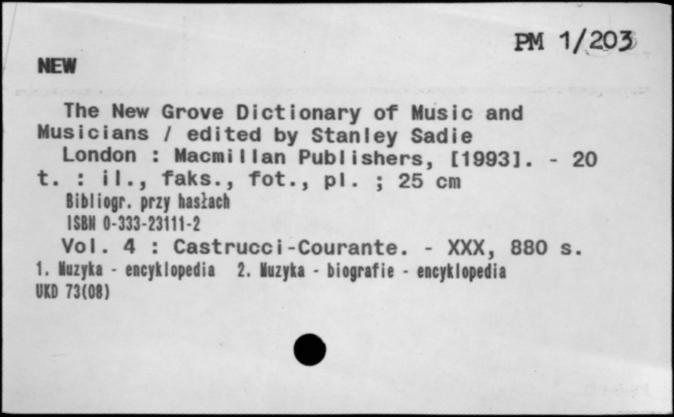 PM 1/203
NEW
The New Grove Dictionary of Music and
Musicians / edited by Stanley Sadie
London : Macmillan Publishers, [1993]. - 20
t. : il., faks., fot., pl. ; 25 cm
Bibliogr. przy hasłach
ISBN 0-333-23111-2
Vol. 4 : Castrucci-Courante. - XXX, 880 s.
1. Muzyka - encyklopedia 2. Muzyka - biografie - encyklopedia
UKD 73(08)